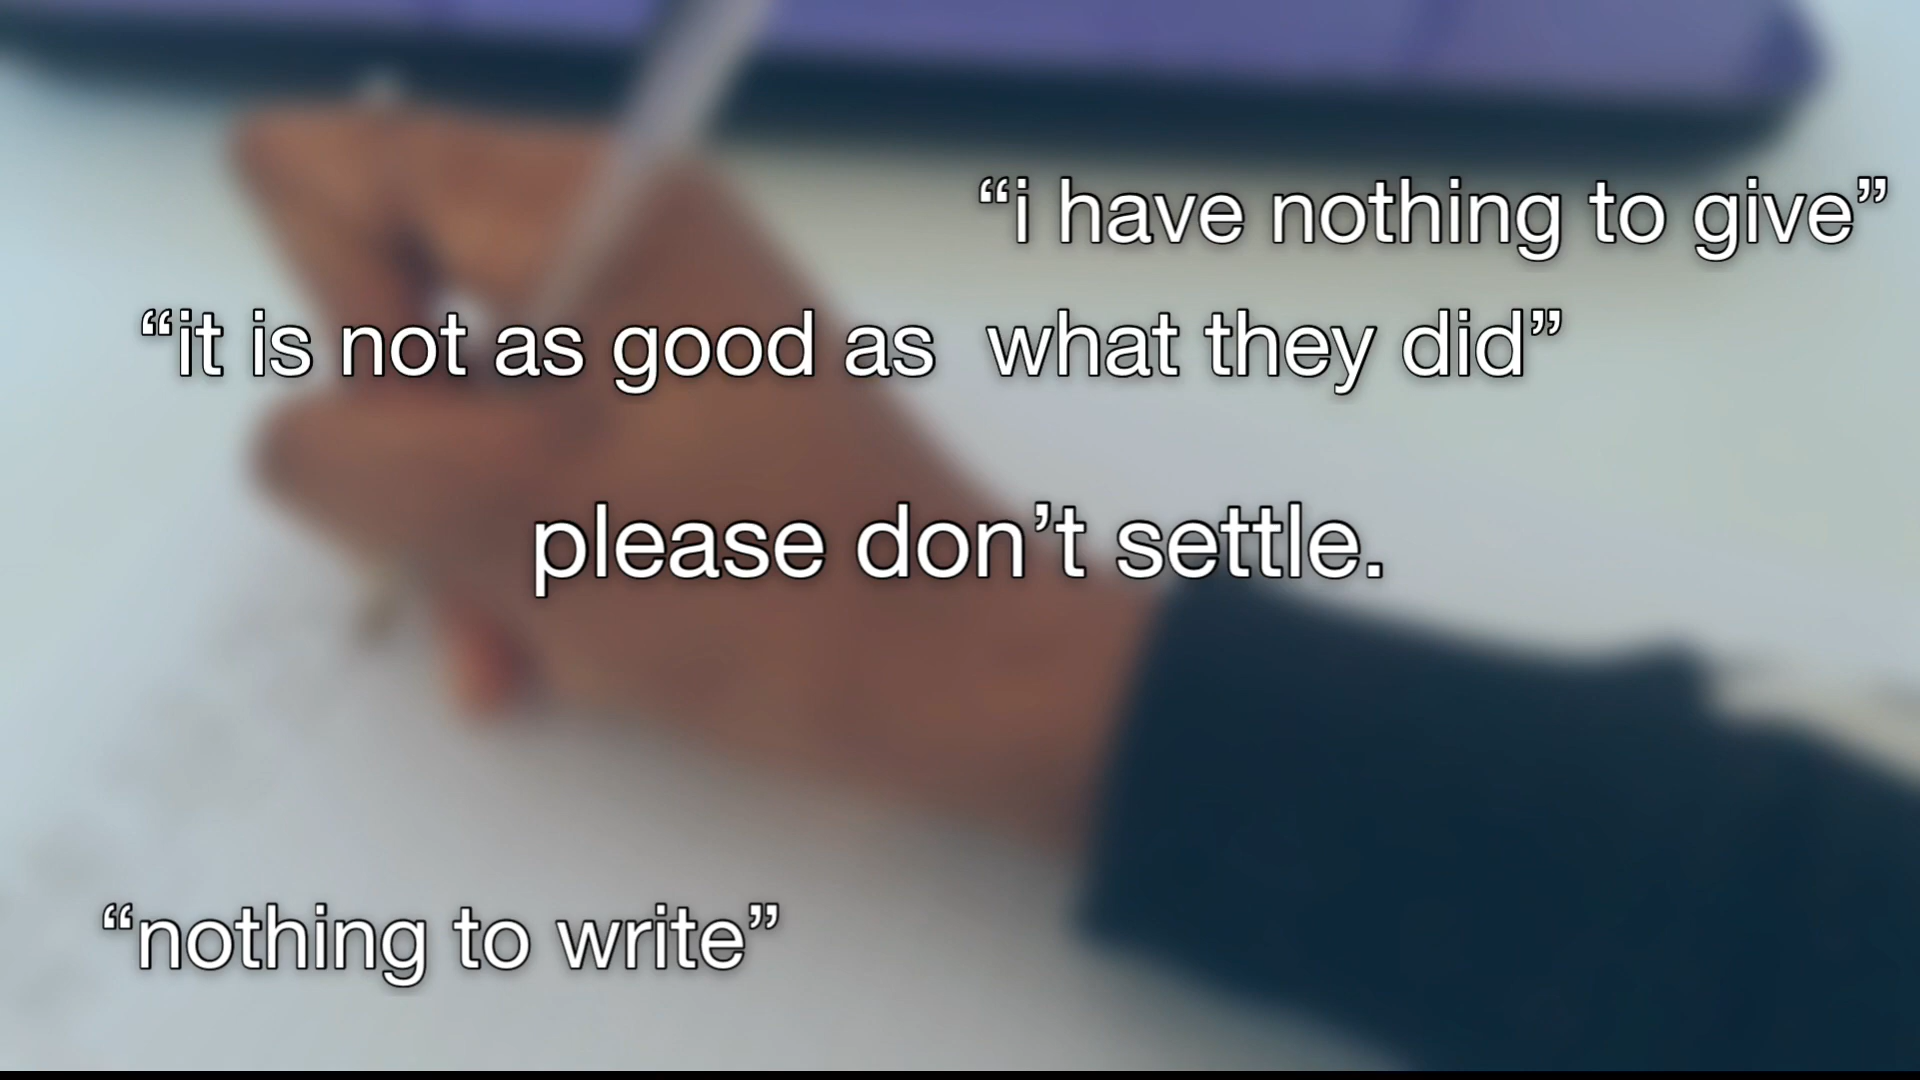 “i have nothing to give”
“it is not as good as what they did”
please don’t settle.
“nothing to write”